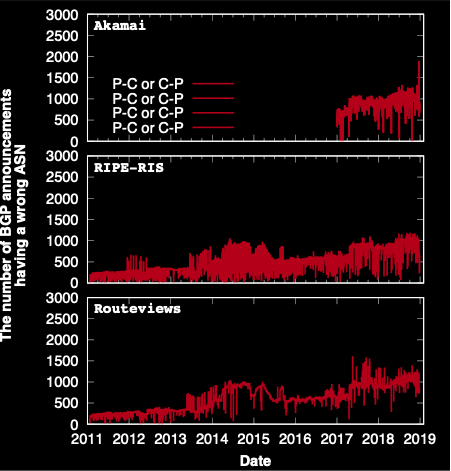 The number of BGP announcements
having a wrong ASN
3000
2500
2000
1500
1000
500
0
Akamai
P-C or C-P
P-C or C-P
P-C or C-P
P-C or C-P
3000
2500
2000
1500
1000
500
0
RIPE-RIS
3000
2500
2000
1500
1000
500
0
Routeviews
2011 2012 2013 2014 2015 2016 2017 2018 2019
Date